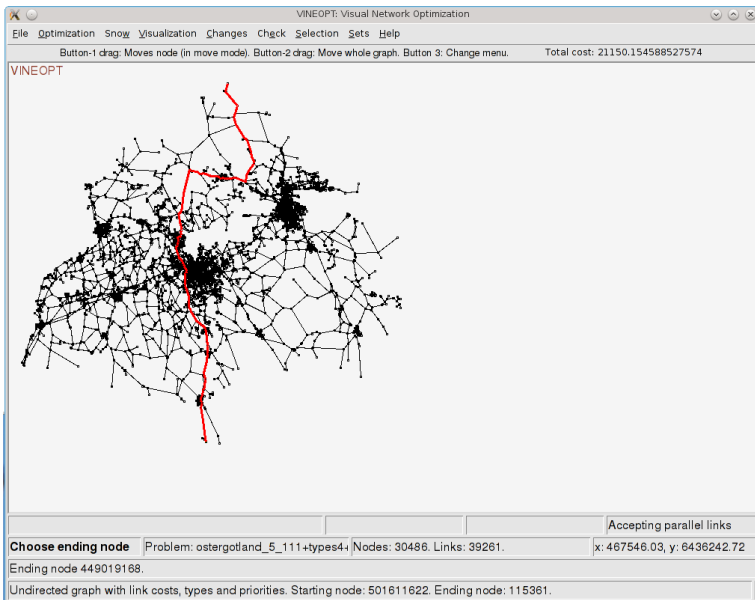 VINEOPT: Visual Network Optimization
File Optimization Snow Visualization Changes Check Selection Sets Help
Button-1 drag: Moves node (in move mode). Button-2 drag: Move whole graph. Button 3: Change menu. Total cost: 21150.154588527574
VINEOPT
Accepting parallel links
Choose ending node Problem: ostergotland_5_111+types4+ Nodes: 30486. Links: 39261. x: 467546.03, y: 6436242.72
Ending node 449019168.
Undirected graph with link costs, types and priorities. Starting node: 501611622. Ending node: 115361.